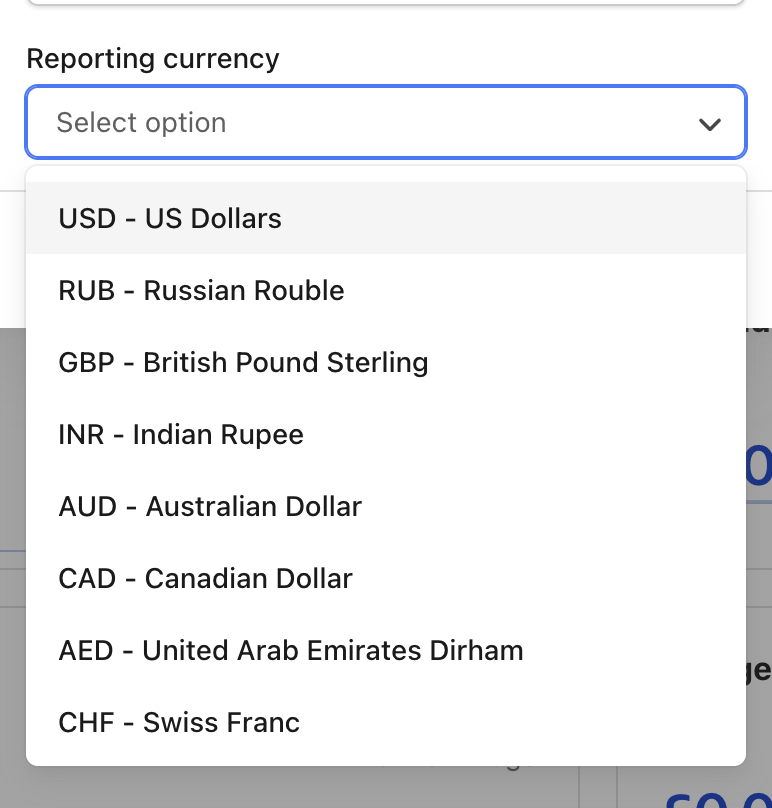 Reporting currency
Select option
USD - US Dollars
RUB - Russian Rouble
GBP - British Pound Sterling
INR - Indian Rupee
AUD - Australian Dollar
CAD - Canadian Dollar
AED - United Arab Emirates Dirham
CHF - Swiss Franc